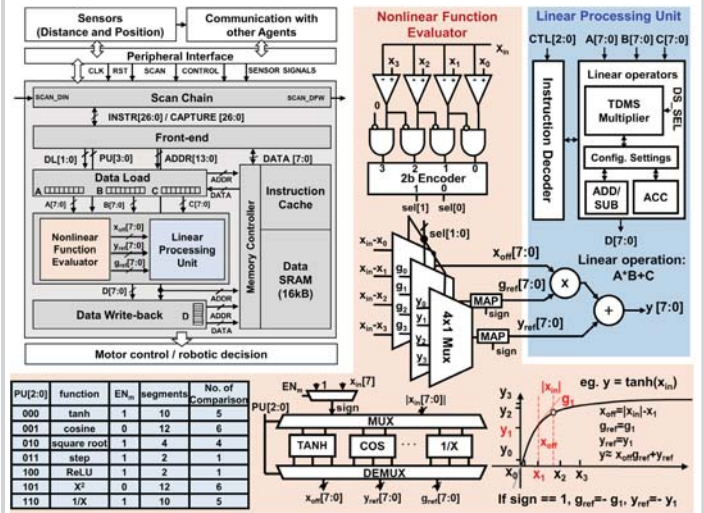 Sensors
(Distance and Position)
Communication with
other Agents
Peripheral Interface
CLK RST SCAN CONTROL SENSOR SIGNALS
SCAN_DIN
Scan Chain
SCAN_DPW
INSTR[26:0] / CAPTURE [26:0]
Front-end
DL[1:0] PU[3:0] ADDR[13:0] DATA [7:0]
Data Load
A B C
ADDR
DATA
A[7:0] B[7:0] C[7:0]
Nonlinear
Function
Evaluator
xoff[7:0]
yref[7:0]
gref[7:0]
Linear
Processing
Unit
Memory Controller
Instruction
Cache
Data
SRAM
(16kB)
D[7:0]
Data Write-back
D
ADDR
ADDR
DATA
Motor control / robotic decision
Nonlinear Function
Evaluator
Xin
x3 x2 x1 x0
0
3 2 1 0
2b Encoder
1 0
sel[1] sel[0]
sel[1:0]
xin-x0
xin-x1
xin-x2
xin-x3
g0
g1
g2
g3
y0
y1
y2
y3
4x1 Mux
xoff[7:0]
gref[7:0]
MAP
sign
yref[7:0]
MAP
sign
X
+
y [7:0]
Linear Processing Unit
CTL[2:0] A[7:0] B[7:0] C[7:0]
Instruction Decoder
Linear operators
TDMS
Multiplier
DS_SEL
Config. Settings
ADD/
SUB
ACC
D[7:0]
Linear operation:
A*B+C
PU[2:0] function ENm segments No. of
Comparison
000 tanh 1 10 5
001 cosine 0 12 6
010 square root 1 4 4
011 step 1 2 1
100 ReLU 1 2 1
101 X² 0 12 6
110 1/X 1 10 5
xin[7]
ENm
1
sign
|xin[7:0]|
PU[2:0]
MUX
TANH COS ··· 1/X
DEMUX
xoff[7:0] yref[7:0] gref[7:0]
|xin| eg. y = tanh(xin)
y3
y2
y1
y0
g1
xoff
xoff=|xin|-x1
gref=g1
yref=y1
y≈ xoffgref+yref
x0 x1 x2 x3
If sign == 1, gref=- g1, yref=- y1